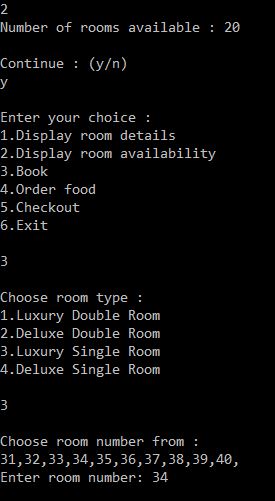 2
Number of rooms available : 20
Continue : (y/n)
y
Enter your choice :
1.Display room details
2.Display room availability
3.Book
4.Order food
5.Checkout
6.Exit
3
Choose room type :
1.Luxury Double Room
2.Deluxe Double Room
3.Luxury Single Room
4.Deluxe Single Room
3
Choose room number from :
31,32,33,34,35,36,37,38,39,40,
Enter room number: 34